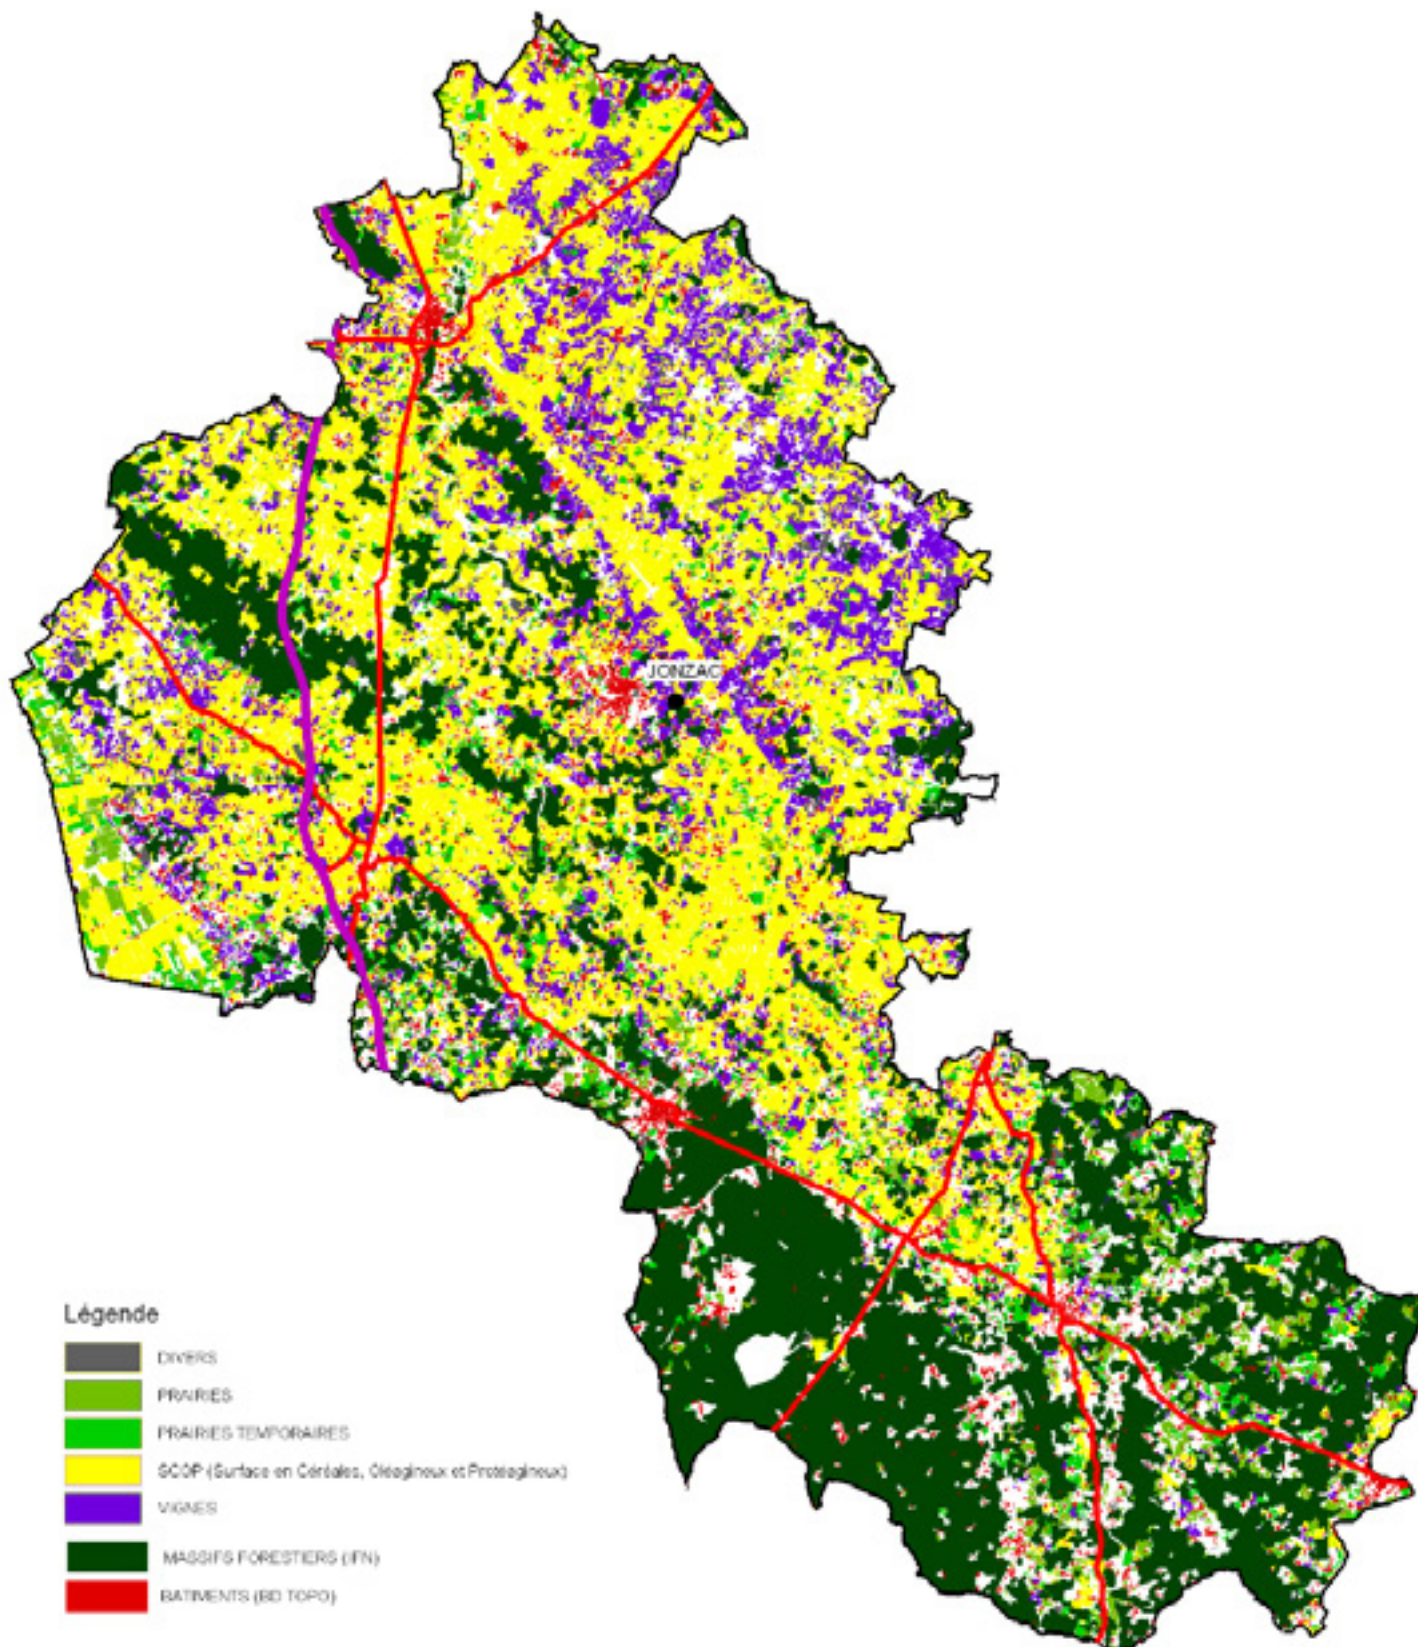 JONZAC
Légende
DIVERS
PRAIRIES
PRAIRIES TEMPORAIRES
SCOP (Surface en Céréales, Oléagineux et Protéagineux)
VIGNES
MASSIFS FORESTIERS (IFN)
BATIMENTS (BD TOPO)